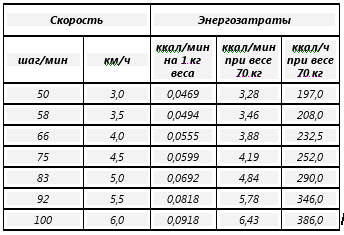 Скорость Энергозатраты
шаг/мин км/ч ккал/мин на 1 кг веса ккал/мин при весе 70 кг ккал/ч при весе 70 кг
50 3,0 0,0469 3,28 197,0
58 3,5 0,0494 3,46 208,0
66 4,0 0,0555 3,88 232,5
75 4,5 0,0599 4,19 252,0
83 5,0 0,0692 4,84 290,0
92 5,5 0,0818 5,78 346,0
100 6,0 0,0918 6,43 386,0